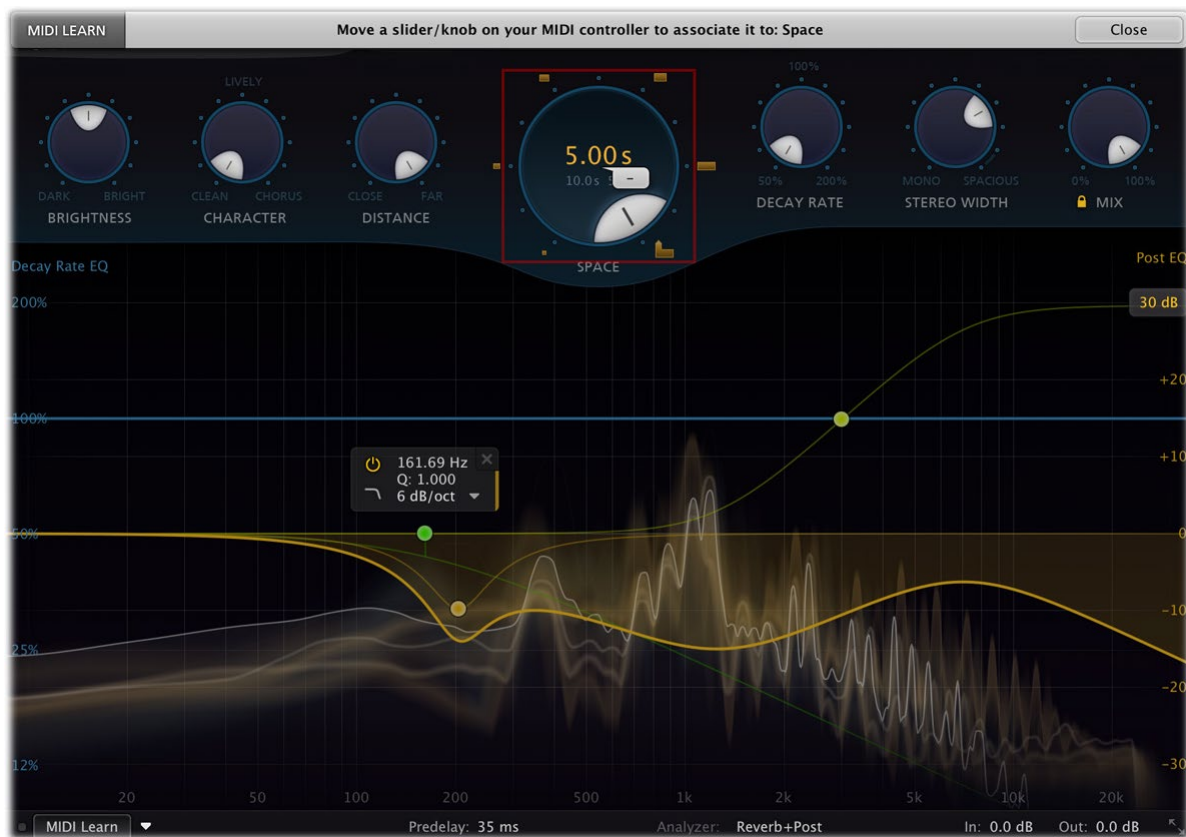 MIDI LEARN Move a slider/knob on your MIDI controller to associate it to: Space Close
LIVELY 100%
5.00 s
10.0 s
–
DARK BRIGHT CLEAN CHORUS CLOSE FAR 50% 200% MONO SPACIOUS 0% 100%
BRIGHTNESS CHARACTER DISTANCE DECAY RATE STEREO WIDTH MIX
SPACE
Decay Rate EQ Post EQ
200% 30 dB
+20
100%
+10
161.69 Hz
Q: 1.000
6 dB/oct
50% 0
-10
25%
-20
12% -30
20 50 100 200 500 1k 2k 5k 10k 20k
MIDI Learn Predelay: 35 ms Analyzer: Reverb+Post In: 0.0 dB Out: 0.0 dB